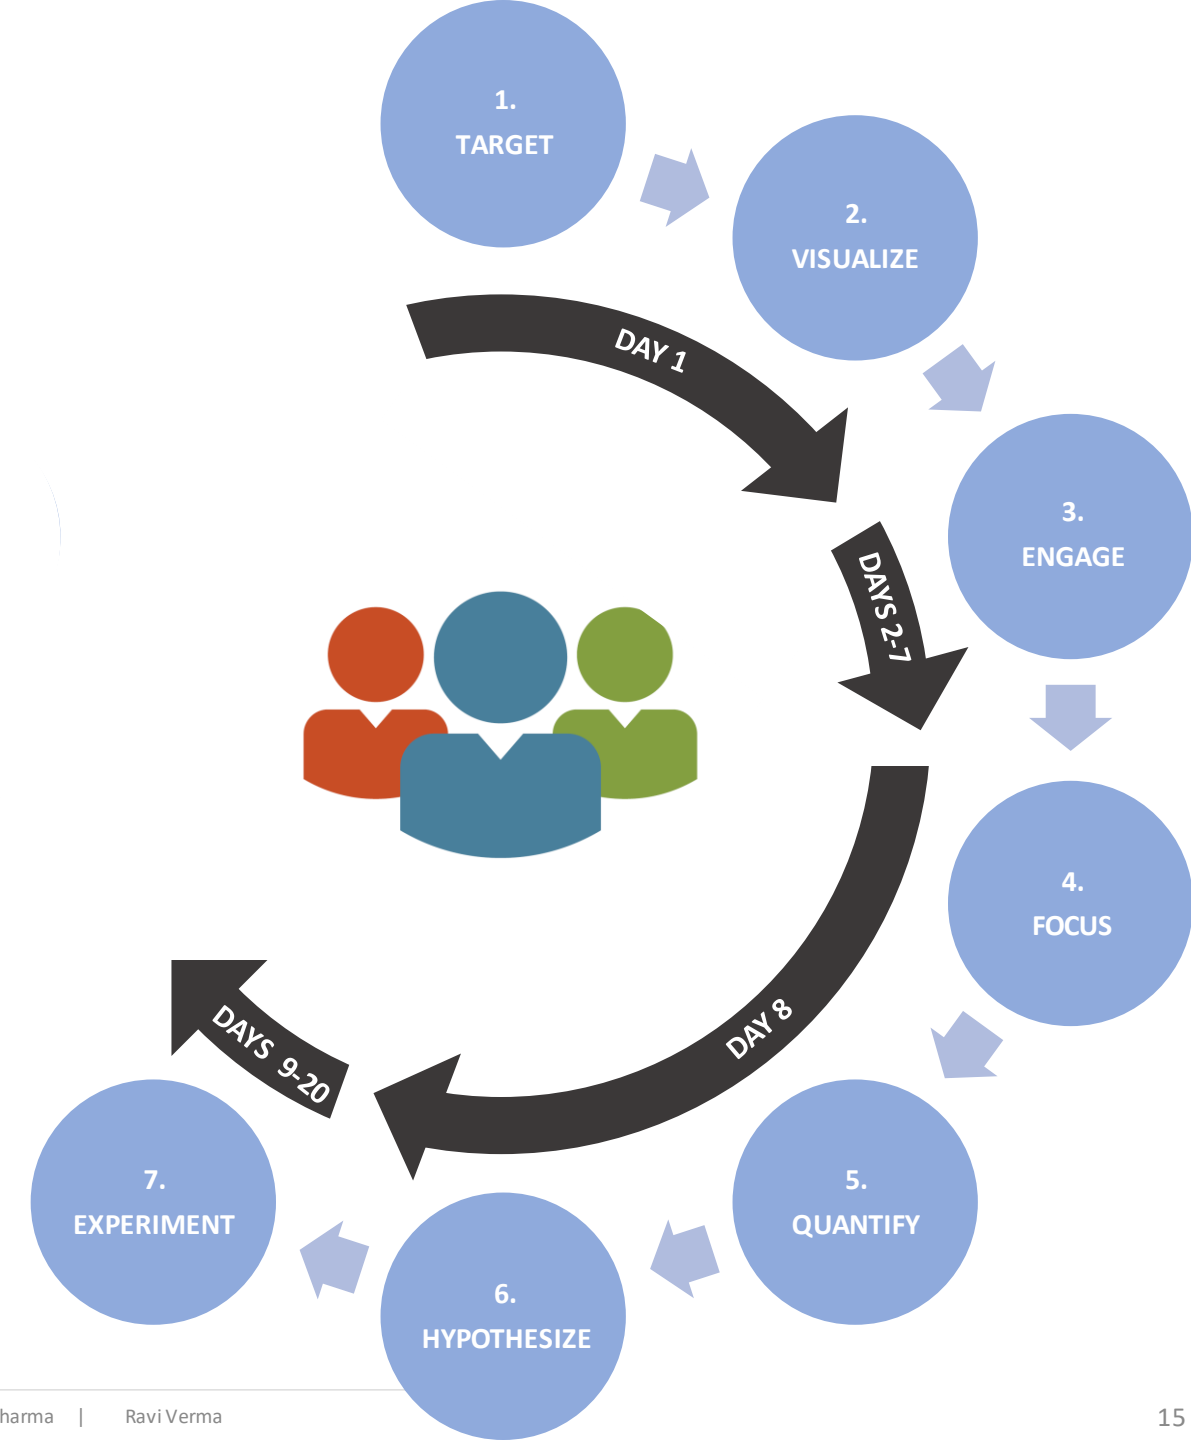 1.
TARGET
2.
VISUALIZE
DAY 1
3.
ENGAGE
DAYS 2-7
4.
FOCUS
DAY 8
DAYS 9-20
5.
QUANTIFY
6.
HYPOTHESIZE
7.
EXPERIMENT
harma | Ravi Verma
15